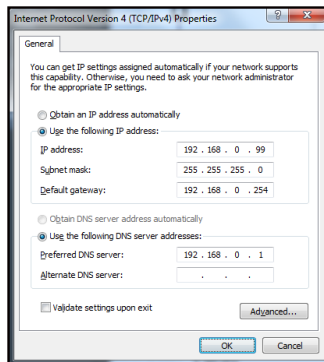 Internet Protocol Version 4 (TCP/IPv4) Properties
General
You can get IP settings assigned automatically if your network supports
this capability. Otherwise, you need to ask your network administrator
for the appropriate IP settings.
Obtain an IP address automatically
Use the following IP address:
IP address: 192 . 168 . 0 . 99
Subnet mask: 255 . 255 . 255 . 0
Default gateway: 192 . 168 . 0 . 254
Obtain DNS server address automatically
Use the following DNS server addresses:
Preferred DNS server: 192 . 168 . 0 . 1
Alternate DNS server: . . .
Validate settings upon exit
Advanced...
OK Cancel